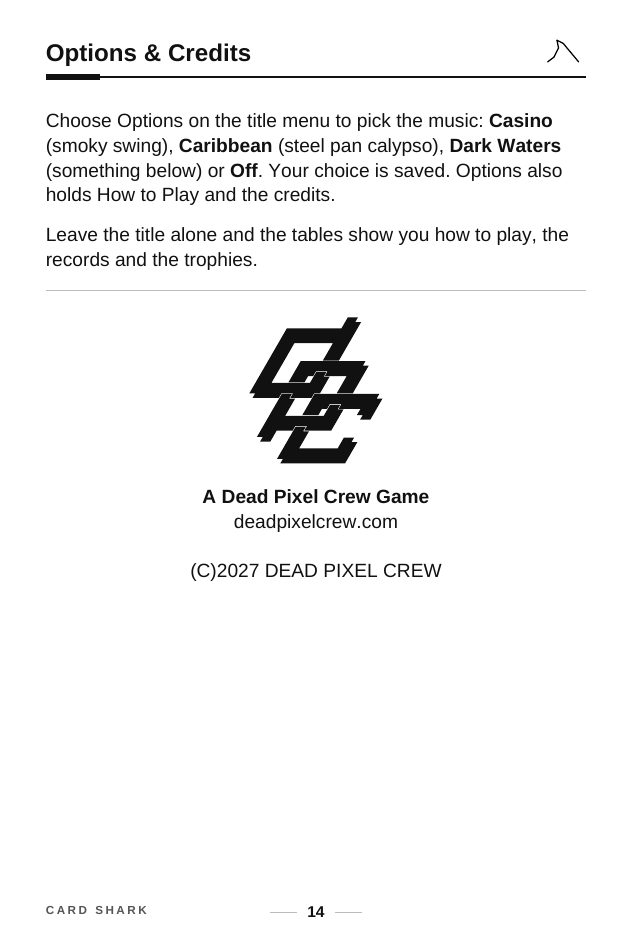 Options & Credits
Choose Options on the title menu to pick the music: Casino
(smoky swing), Caribbean (steel pan calypso), Dark Waters
(something below) or Off. Your choice is saved. Options also
holds How to Play and the credits.
Leave the title alone and the tables show you how to play, the
records and the trophies.
DPC
A Dead Pixel Crew Game
deadpixelcrew.com
(C)2027 DEAD PIXEL CREW
CARD SHARK
14